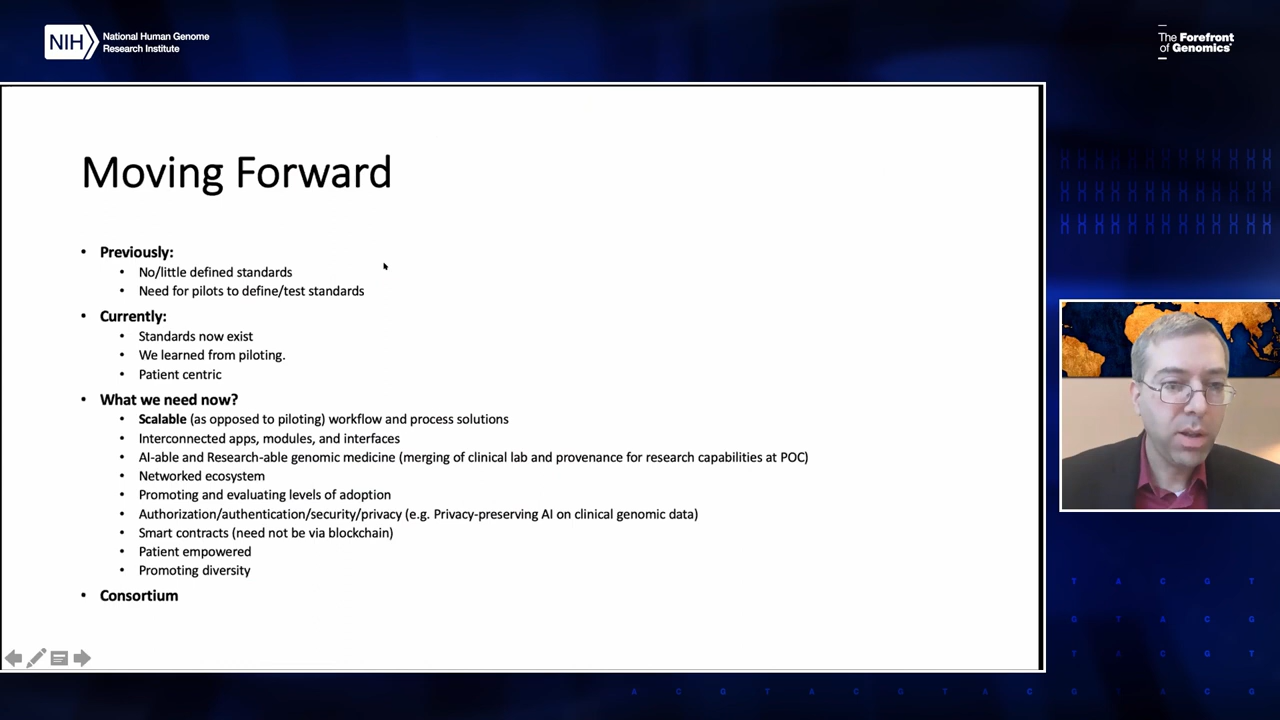 NIH
National Human Genome
Research Institute
The Forefront
of Genomics
Moving Forward
• Previously:
• No/little defined standards
• Need for pilots to define/test standards
• Currently:
• Standards now exist
• We learned from piloting.
• Patient centric
• What we need now?
• Scalable (as opposed to piloting) workflow and process solutions
• Interconnected apps, modules, and interfaces
• AI-able and Research-able genomic medicine (merging of clinical lab and provenance for research capabilities at POC)
• Networked ecosystem
• Promoting and evaluating levels of adoption
• Authorization/authentication/security/privacy (e.g. Privacy-preserving AI on clinical genomic data)
• Smart contracts (need not be via blockchain)
• Patient empowered
• Promoting diversity
• Consortium
T A C G T
G T A C G
T A C G T
A C G T A C G T A C G T A C G